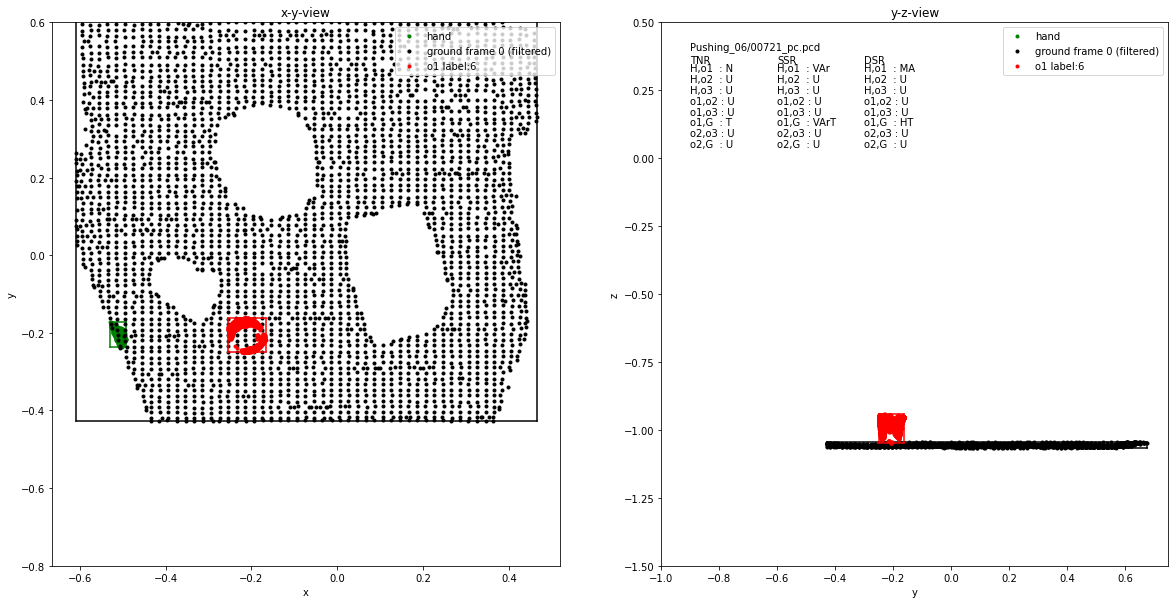 x-y-view
hand
ground frame 0 (filtered)
o1 label:6
0.6
0.4
0.2
0.0
−0.2
−0.4
−0.6
−0.8
y
−0.6
−0.4
−0.2
0.0
0.2
0.4
x
y-z-view
hand
ground frame 0 (filtered)
o1 label:6
Pushing_06/00721_pc.pcd
TNR SSR DSR
H,o1 : N H,o1 : VAr H,o1 : MA
H,o2 : U H,o2 : U H,o2 : U
H,o3 : U H,o3 : U H,o3 : U
o1,o2 : U o1,o2 : U o1,o2 : U
o1,o3 : U o1,o3 : U o1,o3 : U
o1,G : T o1,G : VArT o1,G : HT
o2,o3 : U o2,o3 : U o2,o3 : U
o2,G : U o2,G : U o2,G : U
0.50
0.25
0.00
−0.25
−0.50
−0.75
−1.00
−1.25
−1.50
z
−1.0
−0.8
−0.6
−0.4
−0.2
0.0
0.2
0.4
0.6
y